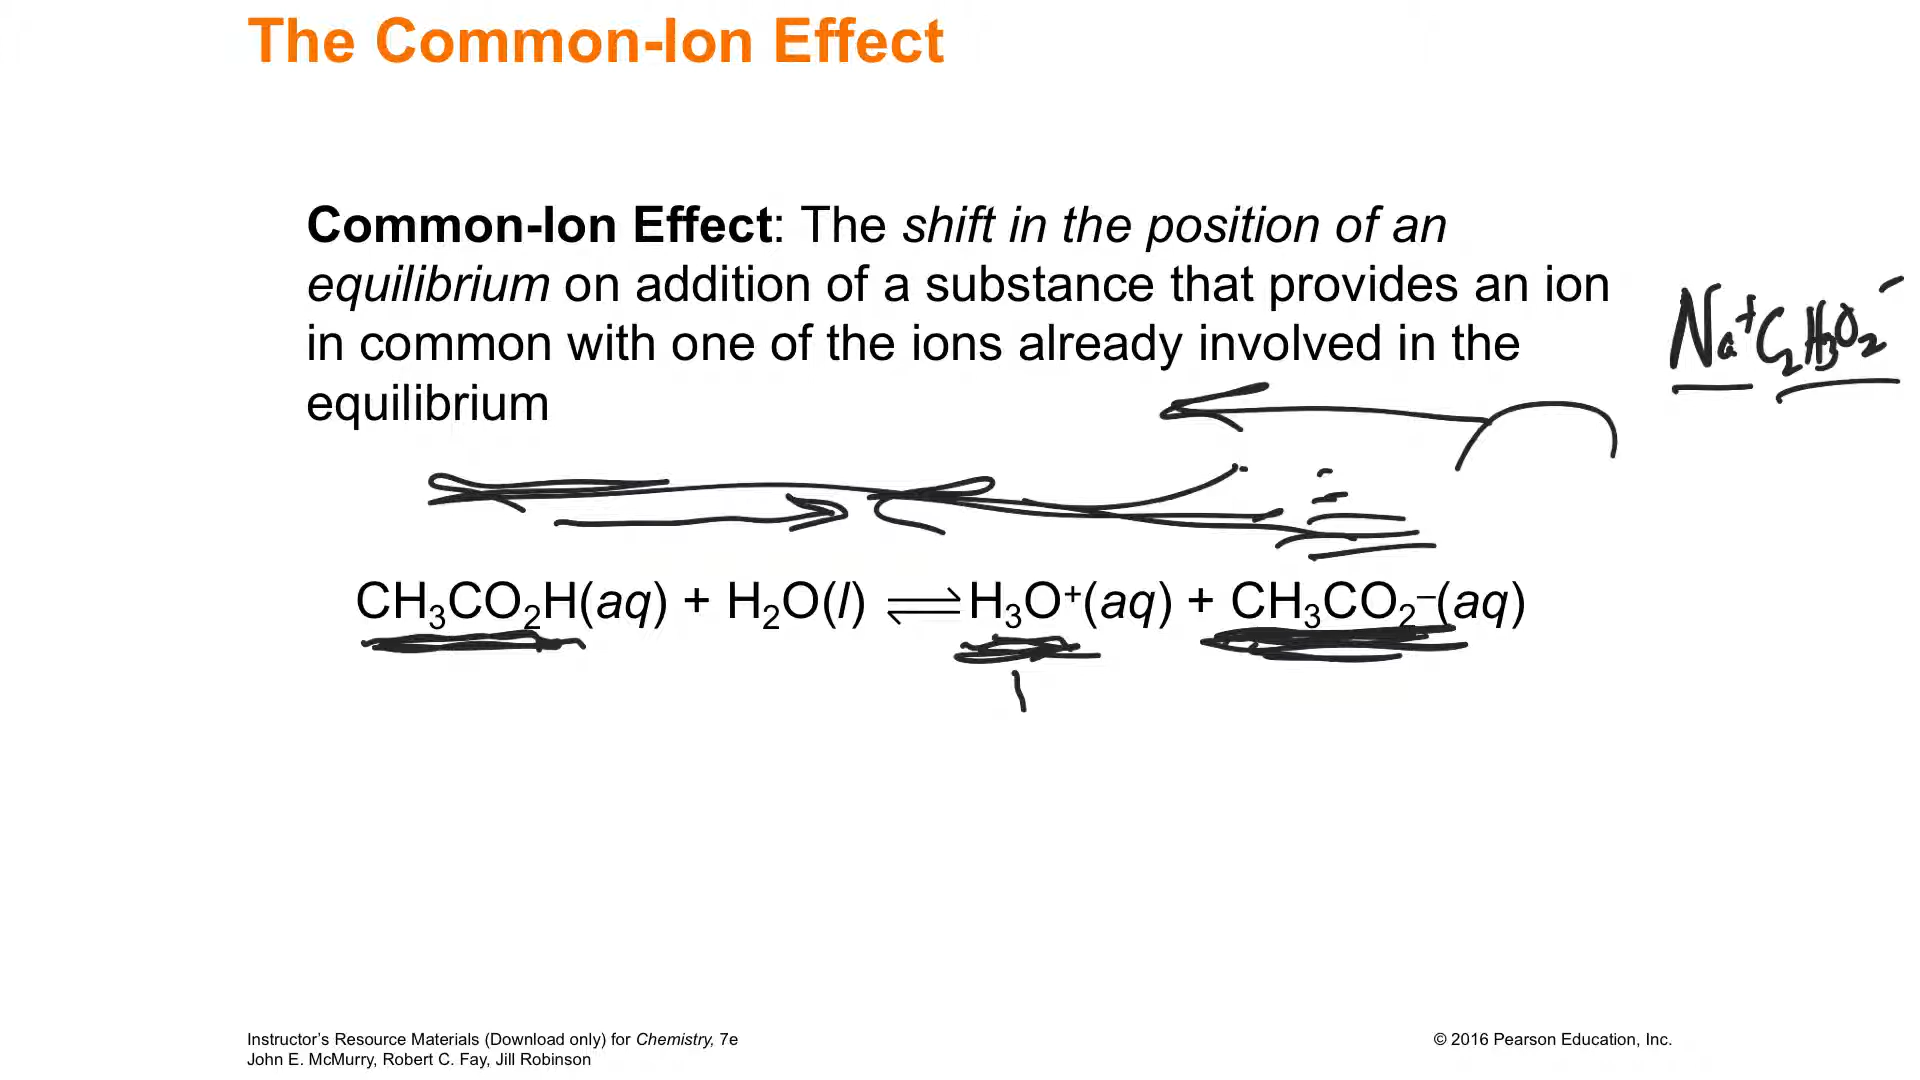 The Common-Ion Effect
Common-Ion Effect: The shift in the position of an
equilibrium on addition of a substance that provides an ion
in common with one of the ions already involved in the
equilibrium
Na⁺C₂H₃O₂⁻
CH₃CO₂H(aq) + H₂O(l) ⇌ H₃O⁺(aq) + CH₃CO₂⁻(aq)
Instructor’s Resource Materials (Download only) for Chemistry, 7e
John E. McMurry, Robert C. Fay, Jill Robinson
© 2016 Pearson Education, Inc.